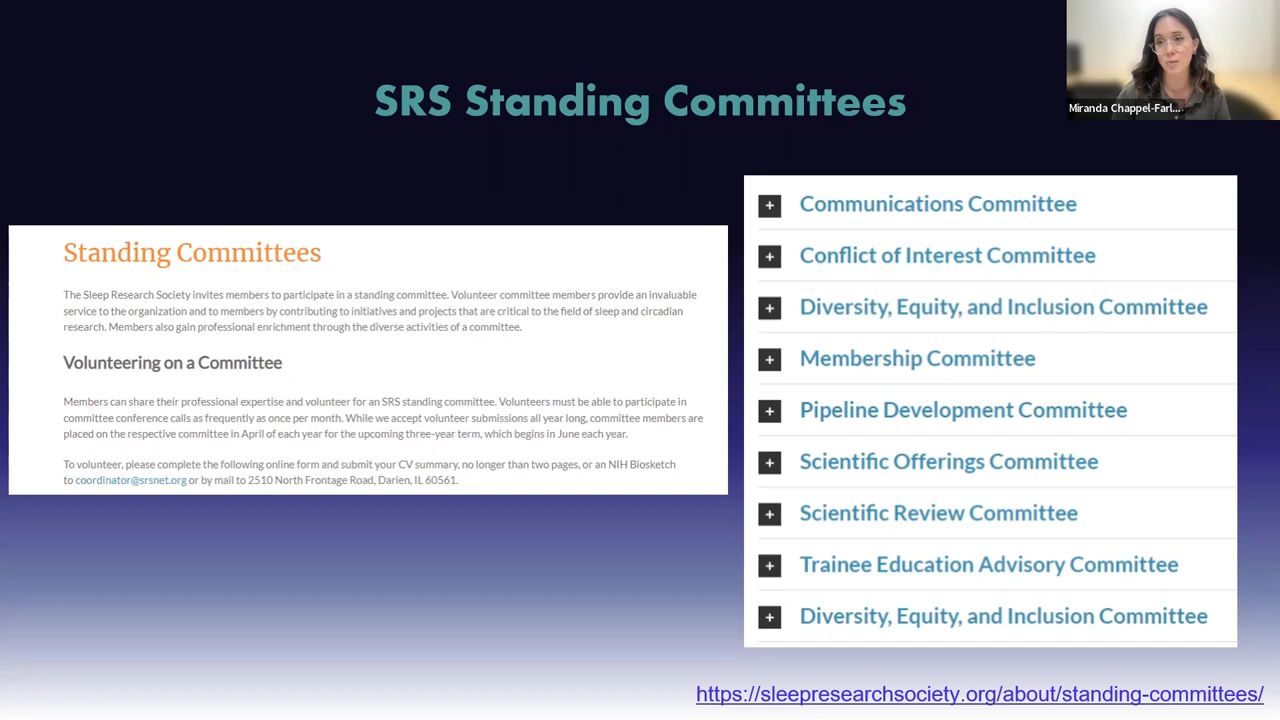 SRS Standing Committees
Miranda Chappel-Farl...
Standing Committees
The Sleep Research Society invites members to participate in a standing committee. Volunteer committee members provide an invaluable
service to the organization and to members by contributing to initiatives and projects that are critical to the field of sleep and circadian
research. Members also gain professional enrichment through the diverse activities of a committee.
Volunteering on a Committee
Members can share their professional expertise and volunteer for an SRS standing committee. Volunteers must be able to participate in
committee conference calls as frequently as once per month. While we accept volunteer submissions all year long, committee members are
placed on the respective committee in April of each year for the upcoming three-year term, which begins in June each year.
To volunteer, please complete the following online form and submit your CV summary, no longer than two pages, or an NIH Biosketch
to coordinator@srsnet.org or by mail to 2510 North Frontage Road, Darien, IL 60561.
Communications Committee
Conflict of Interest Committee
Diversity, Equity, and Inclusion Committee
Membership Committee
Pipeline Development Committee
Scientific Offerings Committee
Scientific Review Committee
Trainee Education Advisory Committee
Diversity, Equity, and Inclusion Committee
https://sleepresearchsociety.org/about/standing-committees/